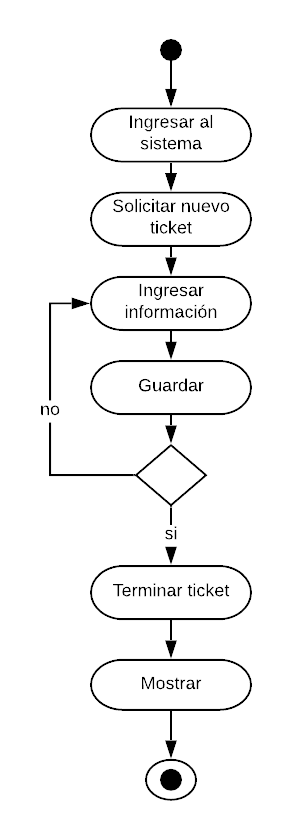 Ingresar al
sistema
Solicitar nuevo
ticket
Ingresar
información
Guardar
no
si
Terminar ticket
Mostrar